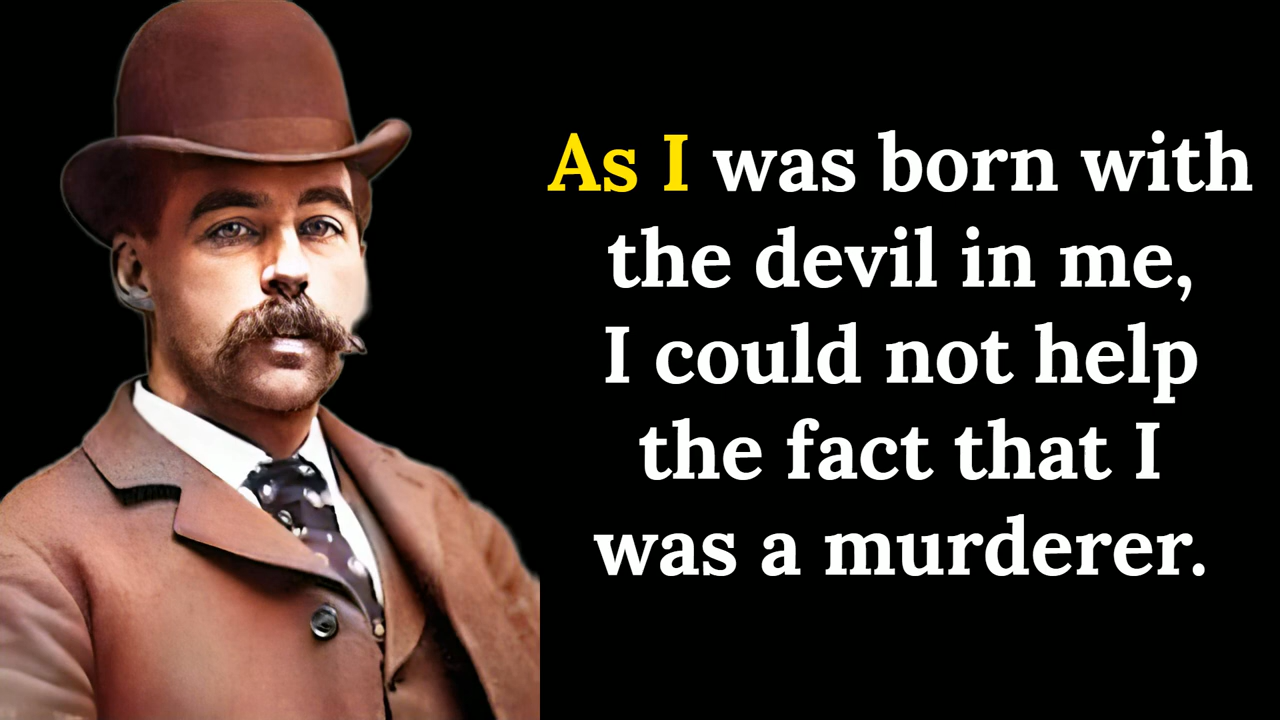 As I was born with
the devil in me,
I could not help
the fact that I
was a murderer.